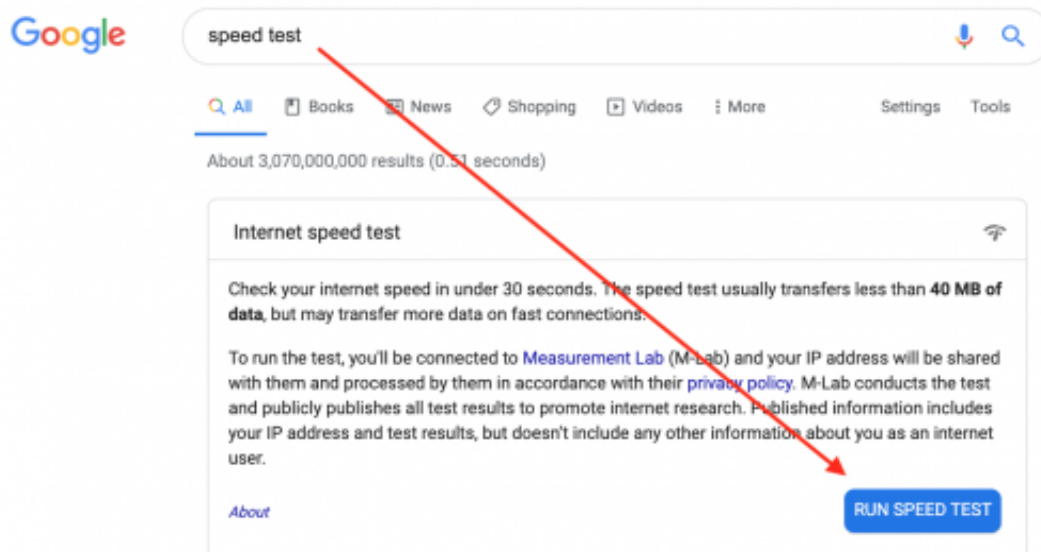 Google
speed test
All Books News Shopping Videos More Settings Tools
About 3,070,000,000 results (0.51 seconds)
Internet speed test
Check your internet speed in under 30 seconds. The speed test usually transfers less than 40 MB of
data, but may transfer more data on fast connections.
To run the test, you'll be connected to Measurement Lab (M-Lab) and your IP address will be shared
with them and processed by them in accordance with their privacy policy. M-Lab conducts the test
and publicly publishes all test results to promote internet research. Published information includes
your IP address and test results, but doesn't include any other information about you as an internet
user.
About
RUN SPEED TEST